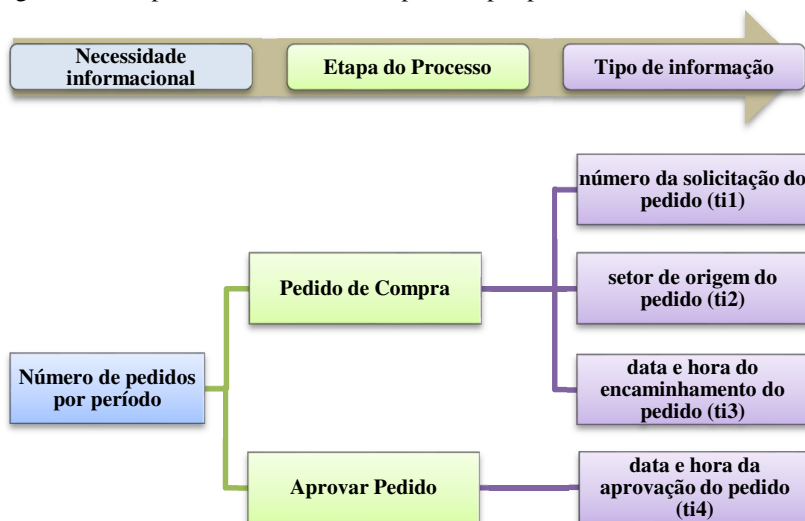 Necessidade
informacional
Etapa do Processo
Tipo de informação
número da solicitação do
pedido (ti1)
Pedido de Compra
setor de origem do
pedido (ti2)
Número de pedidos
por período
data e hora do
encaminhamento do
pedido (ti3)
Aprovar Pedido
data e hora da
aprovação do pedido
(ti4)